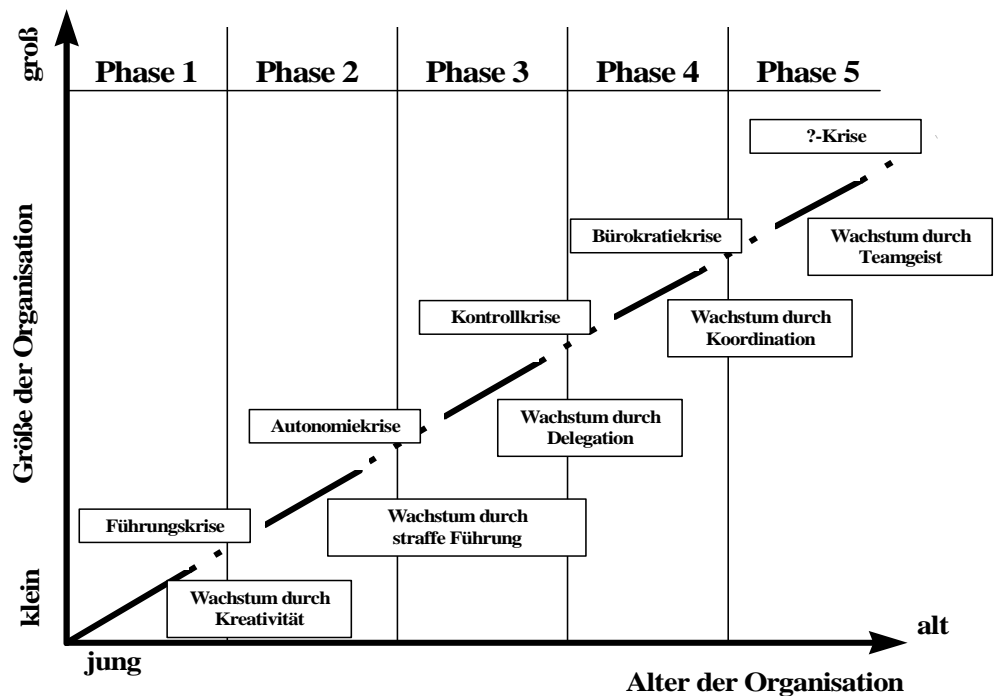 groß
Phase 1
Phase 2
Phase 3
Phase 4
Phase 5
?-Krise
Bürokratiekrise
Wachstum durch
Teamgeist
Kontrollkrise
Wachstum durch
Koordination
Autonomiekrise
Wachstum durch
Delegation
Führungskrise
Wachstum durch
straffe Führung
Wachstum durch
Kreativität
Größe der Organisation
klein
jung
alt
Alter der Organisation